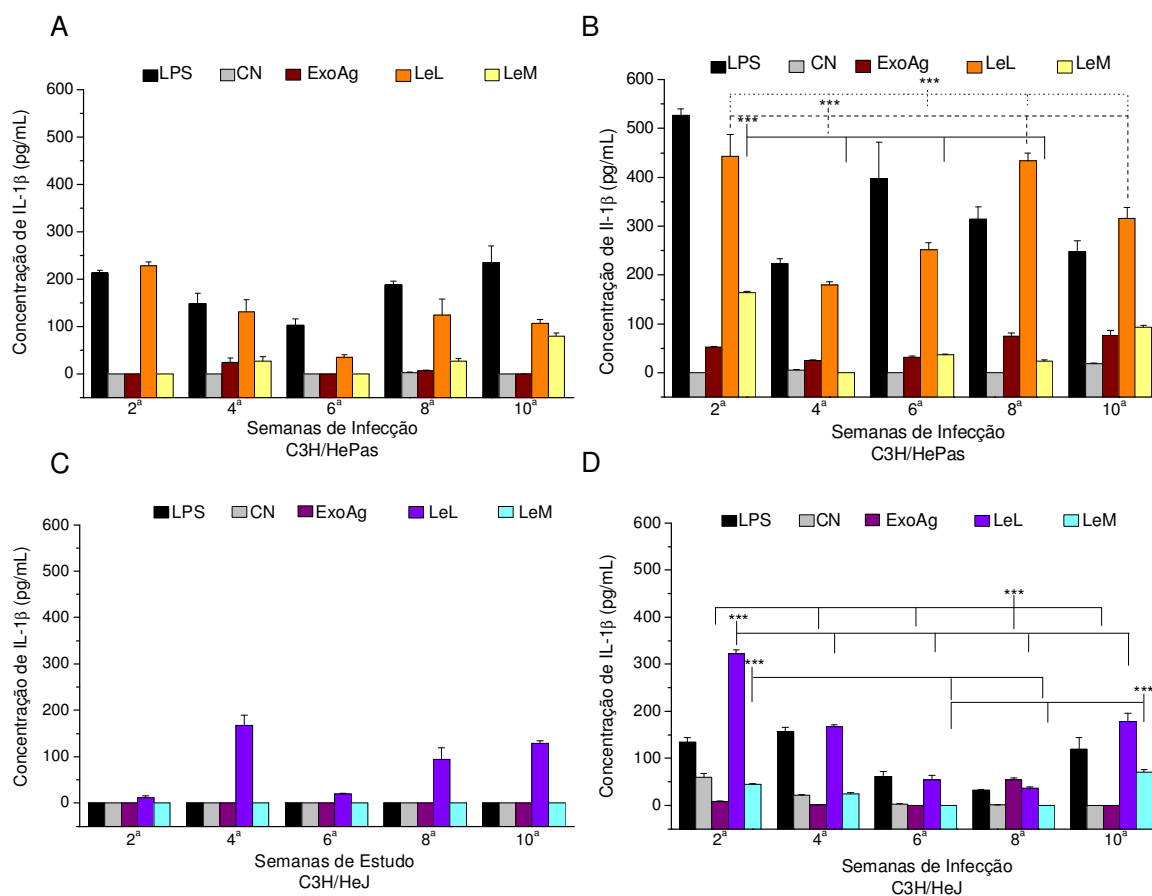 A
LPS CN ExoAg LeL LeM
600
500
400
300
200
100
0
Concentração de IL-1β (pg/mL)
2ª 4ª 6ª 8ª 10ª
Semanas de Infecção
C3H/HePas
B
LPS CN ExoAg LeL LeM
600
500
400
300
200
100
0
Concentração de Il-1β (pg/mL)
***
***
***
2ª 4ª 6ª 8ª 10ª
Semanas de Infecção
C3H/HePas
C
LPS CN ExoAg LeL LeM
600
500
400
300
200
100
0
Concentração de IL-1β (pg/mL)
2ª 4ª 6ª 8ª 10ª
Semanas de Estudo
C3H/HeJ
D
LPS CN ExoAg LeL LeM
600
500
400
300
200
100
0
Concentração de IL-1β (pg/mL)
***
***
***
***
2ª 4ª 6ª 8ª 10ª
Semanas de Infecção
C3H/HeJ